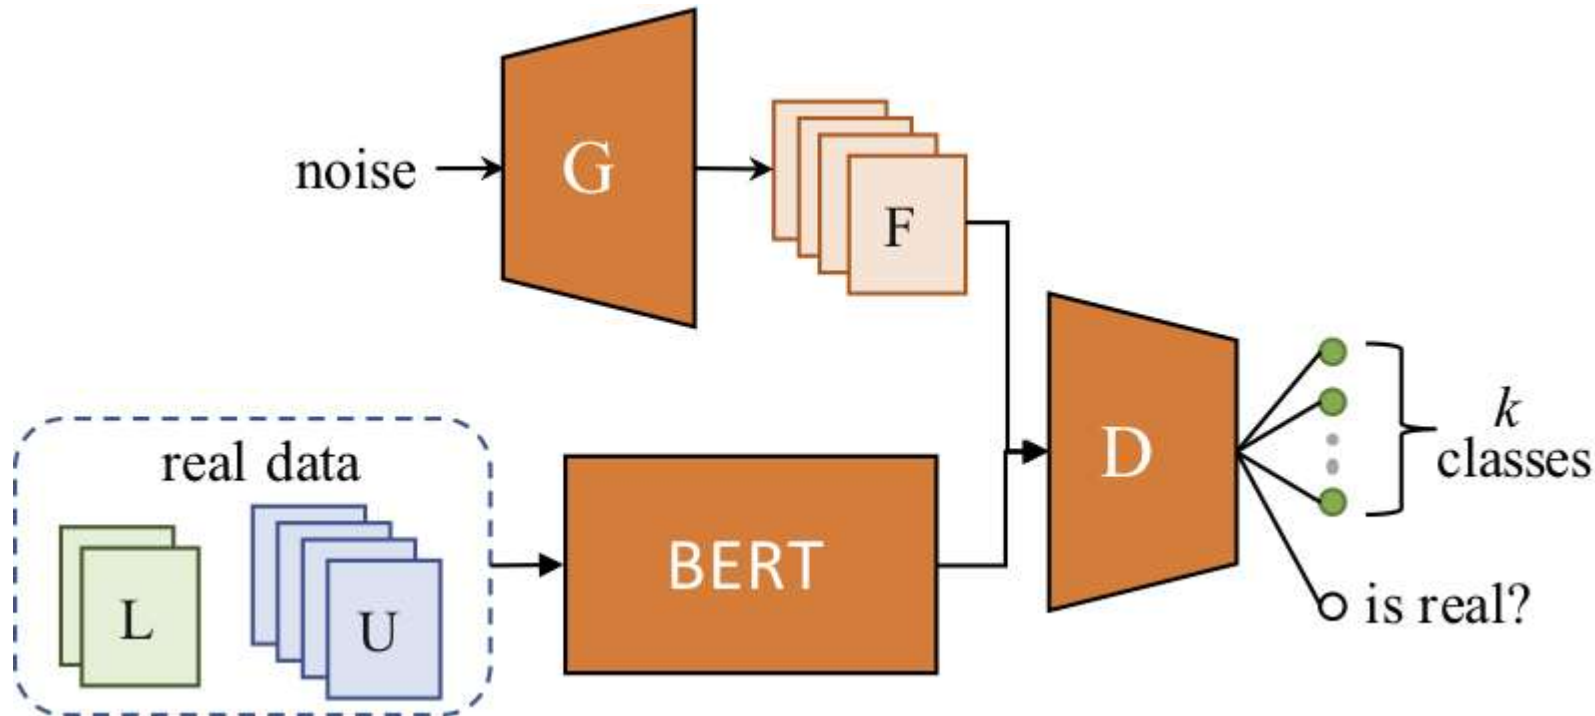 noise
G
F
real data
L
U
BERT
D
k
classes
is real?